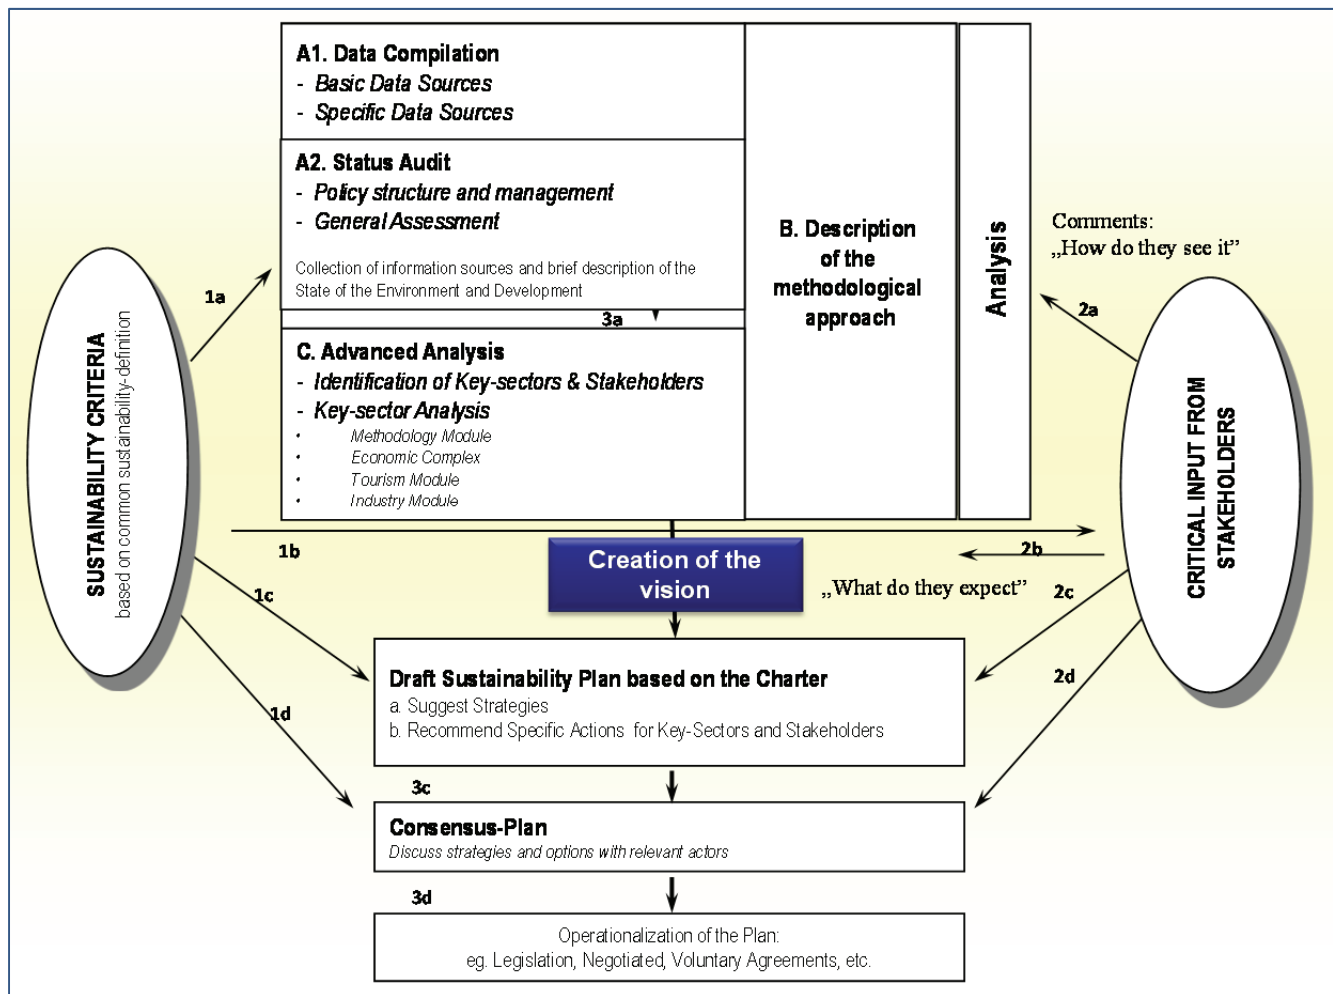 A1. Data Compilation
- Basic Data Sources
- Specific Data Sources
A2. Status Audit
- Policy structure and management
- General Assessment
Collection of information sources and brief description of the
State of the Environment and Development
3a
C. Advanced Analysis
- Identification of Key-sectors & Stakeholders
- Key-sector Analysis
• Methodology Module
• Economic Complex
• Tourism Module
• Industry Module
B. Description
of the
methodological
approach
Analysis
Comments:
„How do they see it”
SUSTAINABILITY CRITERIA
based on common sustainability-definition
CRITICAL INPUT FROM
STAKEHOLDERS
1a
2a
1b
2b
Creation of the
vision
„What do they expect”
1c
2c
Draft Sustainability Plan based on the Charter
a. Suggest Strategies
b. Recommend Specific Actions for Key-Sectors and Stakeholders
1d
2d
3c
Consensus-Plan
Discuss strategies and options with relevant actors
3d
Operationalization of the Plan:
eg. Legislation, Negotiated, Voluntary Agreements, etc.